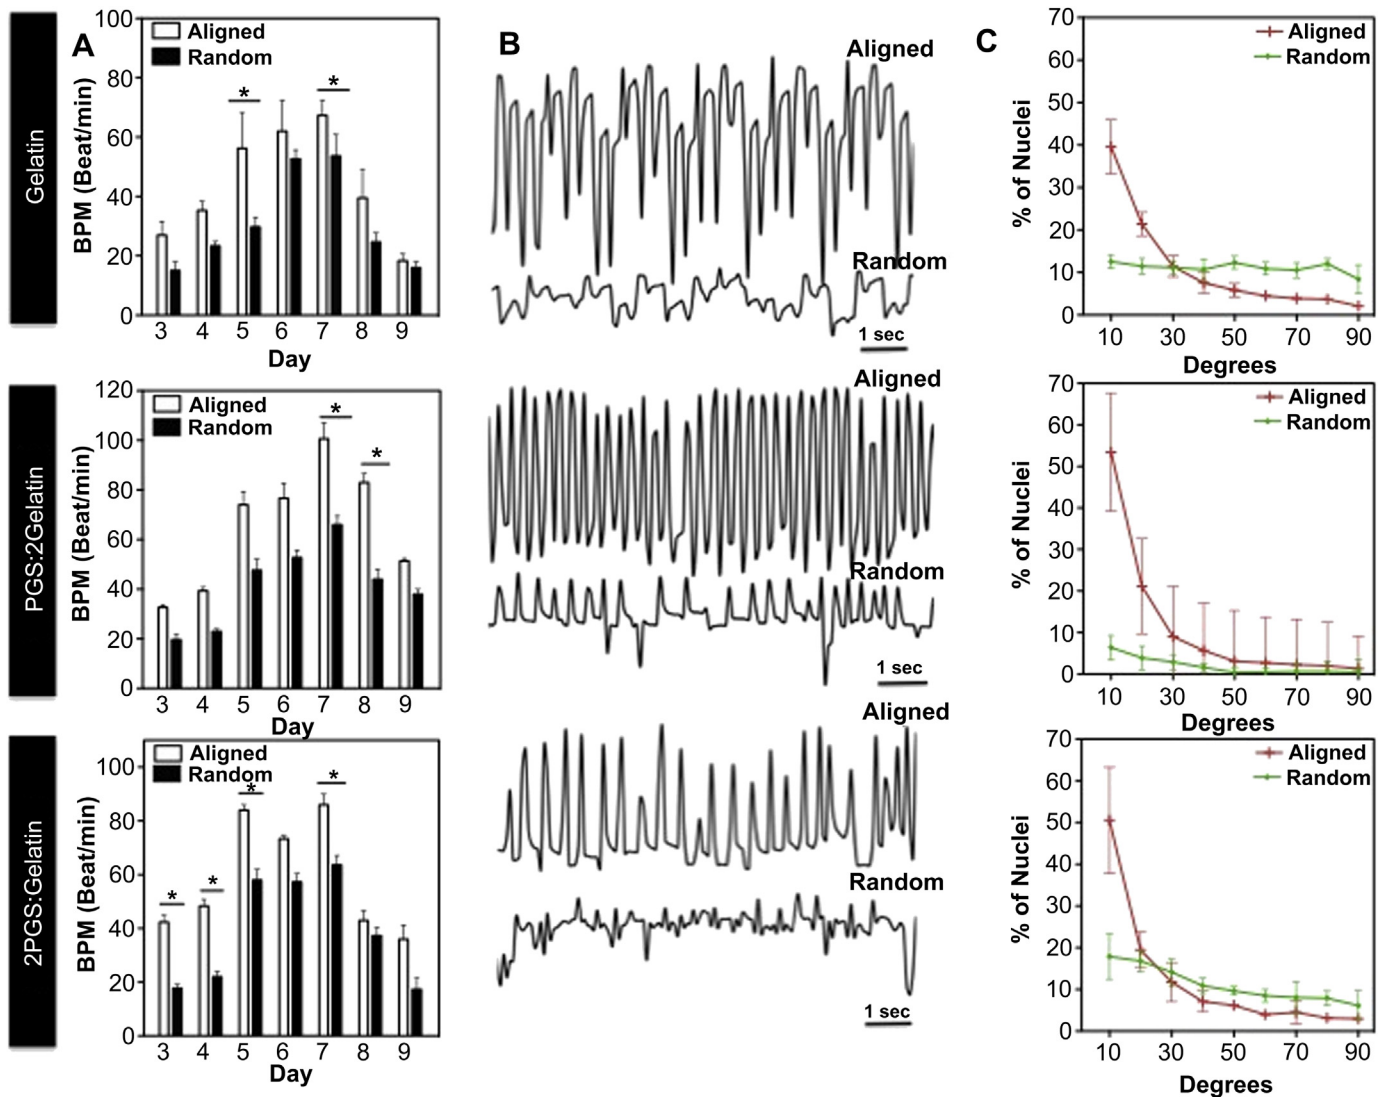 Gelatin
A
BPM (Beat/min)
100
80
60
40
20
0
Aligned
Random
*
*
3 4 5 6 7 8 9
Day
B
Aligned
Random
1 sec
C
% of Nuclei
70
60
50
40
30
20
10
0
Aligned
Random
10 30 50 70 90
Degrees
PGS:2Gelatin
BPM (Beat/min)
120
100
80
60
40
20
0
Aligned
Random
*
*
3 4 5 6 7 8 9
Day
Aligned
Random
1 sec
% of Nuclei
70
60
50
40
30
20
10
0
Aligned
Random
10 30 50 70 90
Degrees
2PGS:Gelatin
BPM (Beat/min)
100
80
60
40
20
0
Aligned
Random
*
*
*
*
3 4 5 6 7 8 9
Day
Aligned
Random
1 sec
% of Nuclei
70
60
50
40
30
20
10
0
Aligned
Random
10 30 50 70 90
Degrees